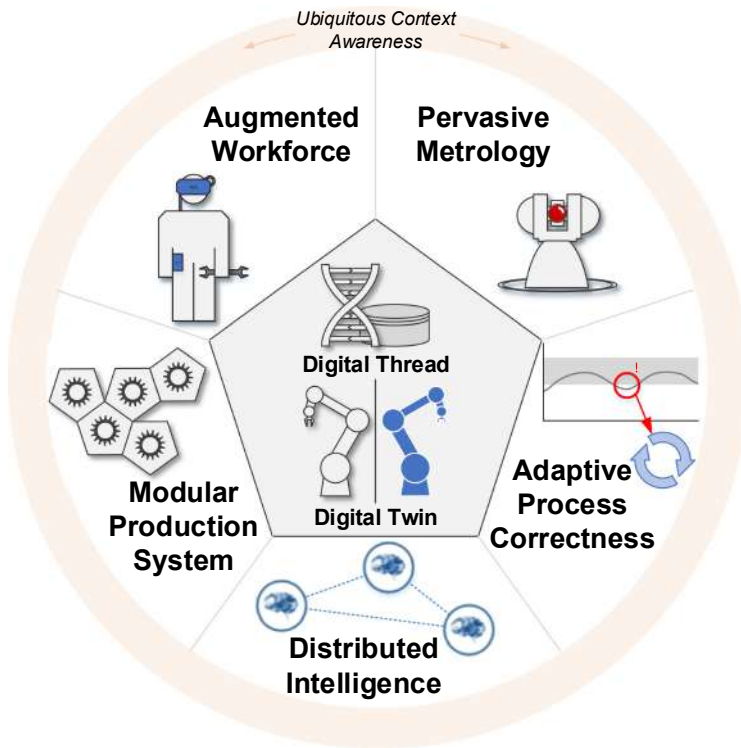 Ubiquitous Context
Awareness
Augmented
Workforce
Pervasive
Metrology
Digital Thread
!
Digital Twin
Modular
Production
System
Adaptive
Process
Correctness
Distributed
Intelligence